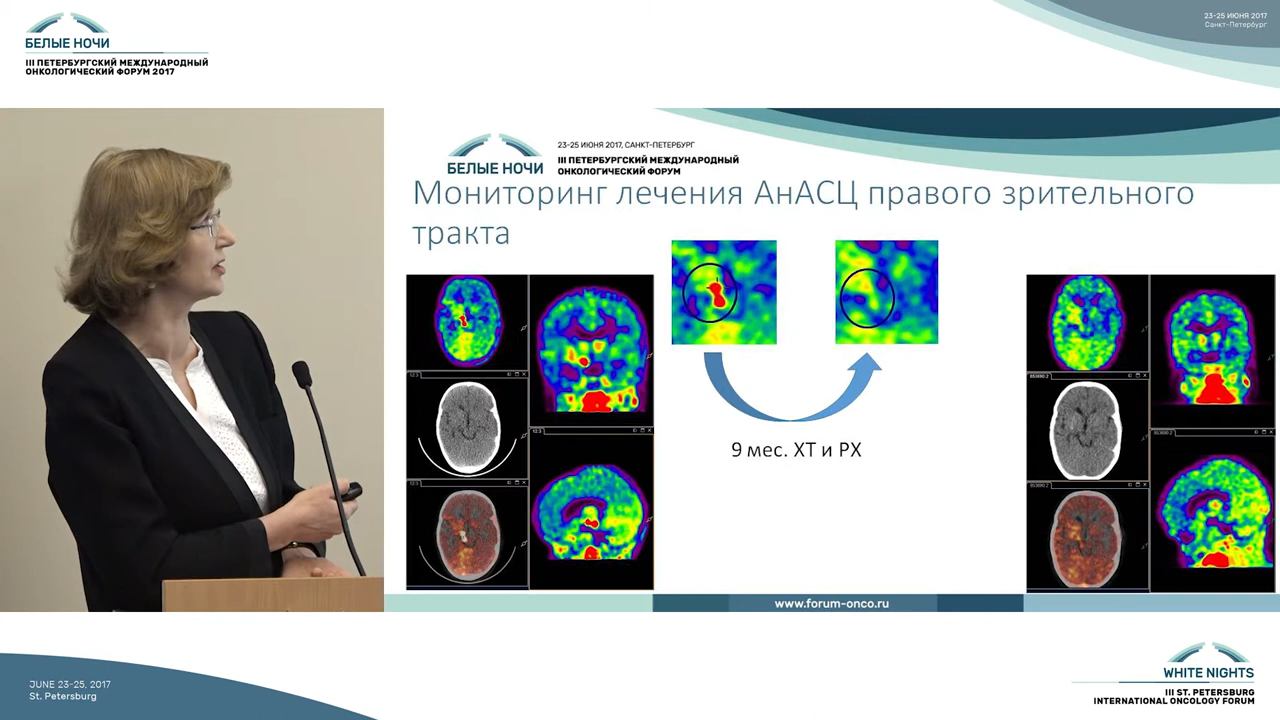 БЕЛЫЕ НОЧИ
III ПЕТЕРБУРГСКИЙ МЕЖДУНАРОДНЫЙ
ОНКОЛОГИЧЕСКИЙ ФОРУМ 2017
23-25 ИЮНЯ 2017
Санкт-Петербург
БЕЛЫЕ НОЧИ
23-25 ИЮНЯ 2017, САНКТ-ПЕТЕРБУРГ
III ПЕТЕРБУРГСКИЙ МЕЖДУНАРОДНЫЙ
ОНКОЛОГИЧЕСКИЙ ФОРУМ
Мониторинг лечения АнАСЦ правого зрительного
тракта
9 мес. ХТ и РХ
www.forum-onco.ru
JUNE 23-25, 2017
St. Petersburg
WHITE NIGHTS
III ST. PETERSBURG
INTERNATIONAL ONCOLOGY FORUM